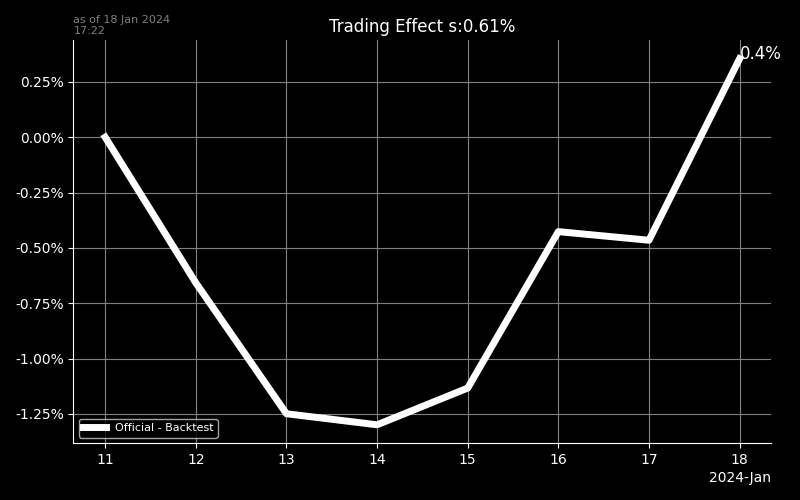 as of 18 Jan 2024
17:22
Trading Effect s:0.61%
0.4%
0.25%
0.00%
-0.25%
-0.50%
-0.75%
-1.00%
-1.25%
Official - Backtest
11 12 13 14 15 16 17 18
2024-Jan